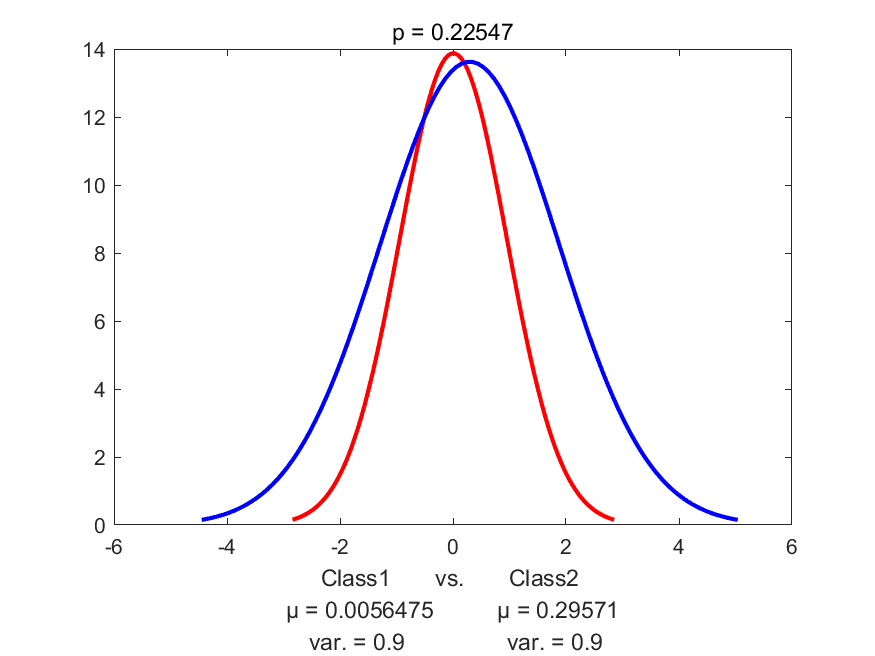 p = 0.22547
14
12
10
8
6
4
2
0
-6 -4 -2 0 2 4 6
Class1 vs. Class2
µ = 0.0056475 µ = 0.29571
var. = 0.9 var. = 0.9